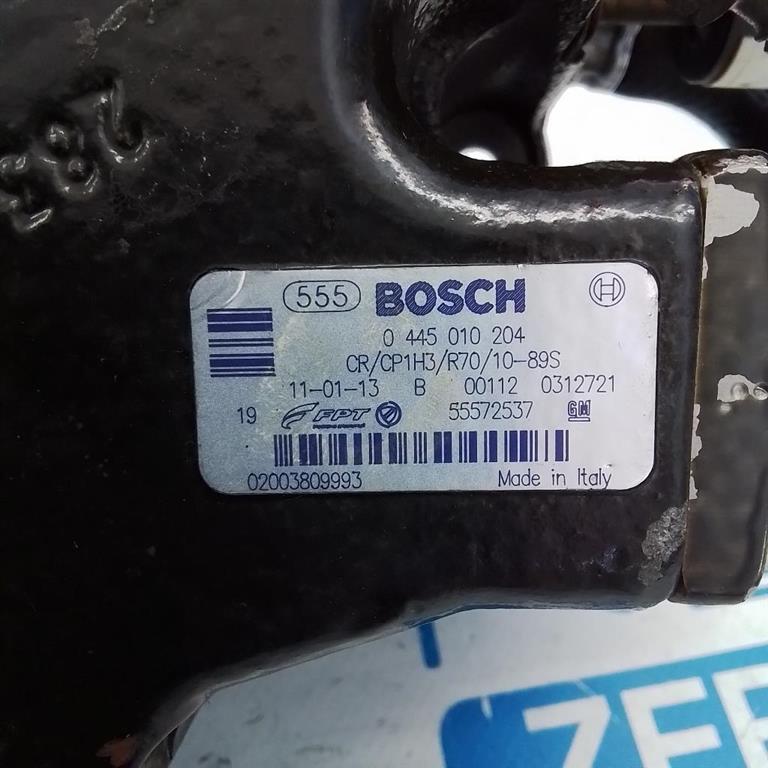 283
555 BOSCH
0 445 010 204
CR/CP1H3/R70/10-89S
11-01-13 B 00112 0312721
19 FPT 55572537 GM
02003809993 Made in Italy